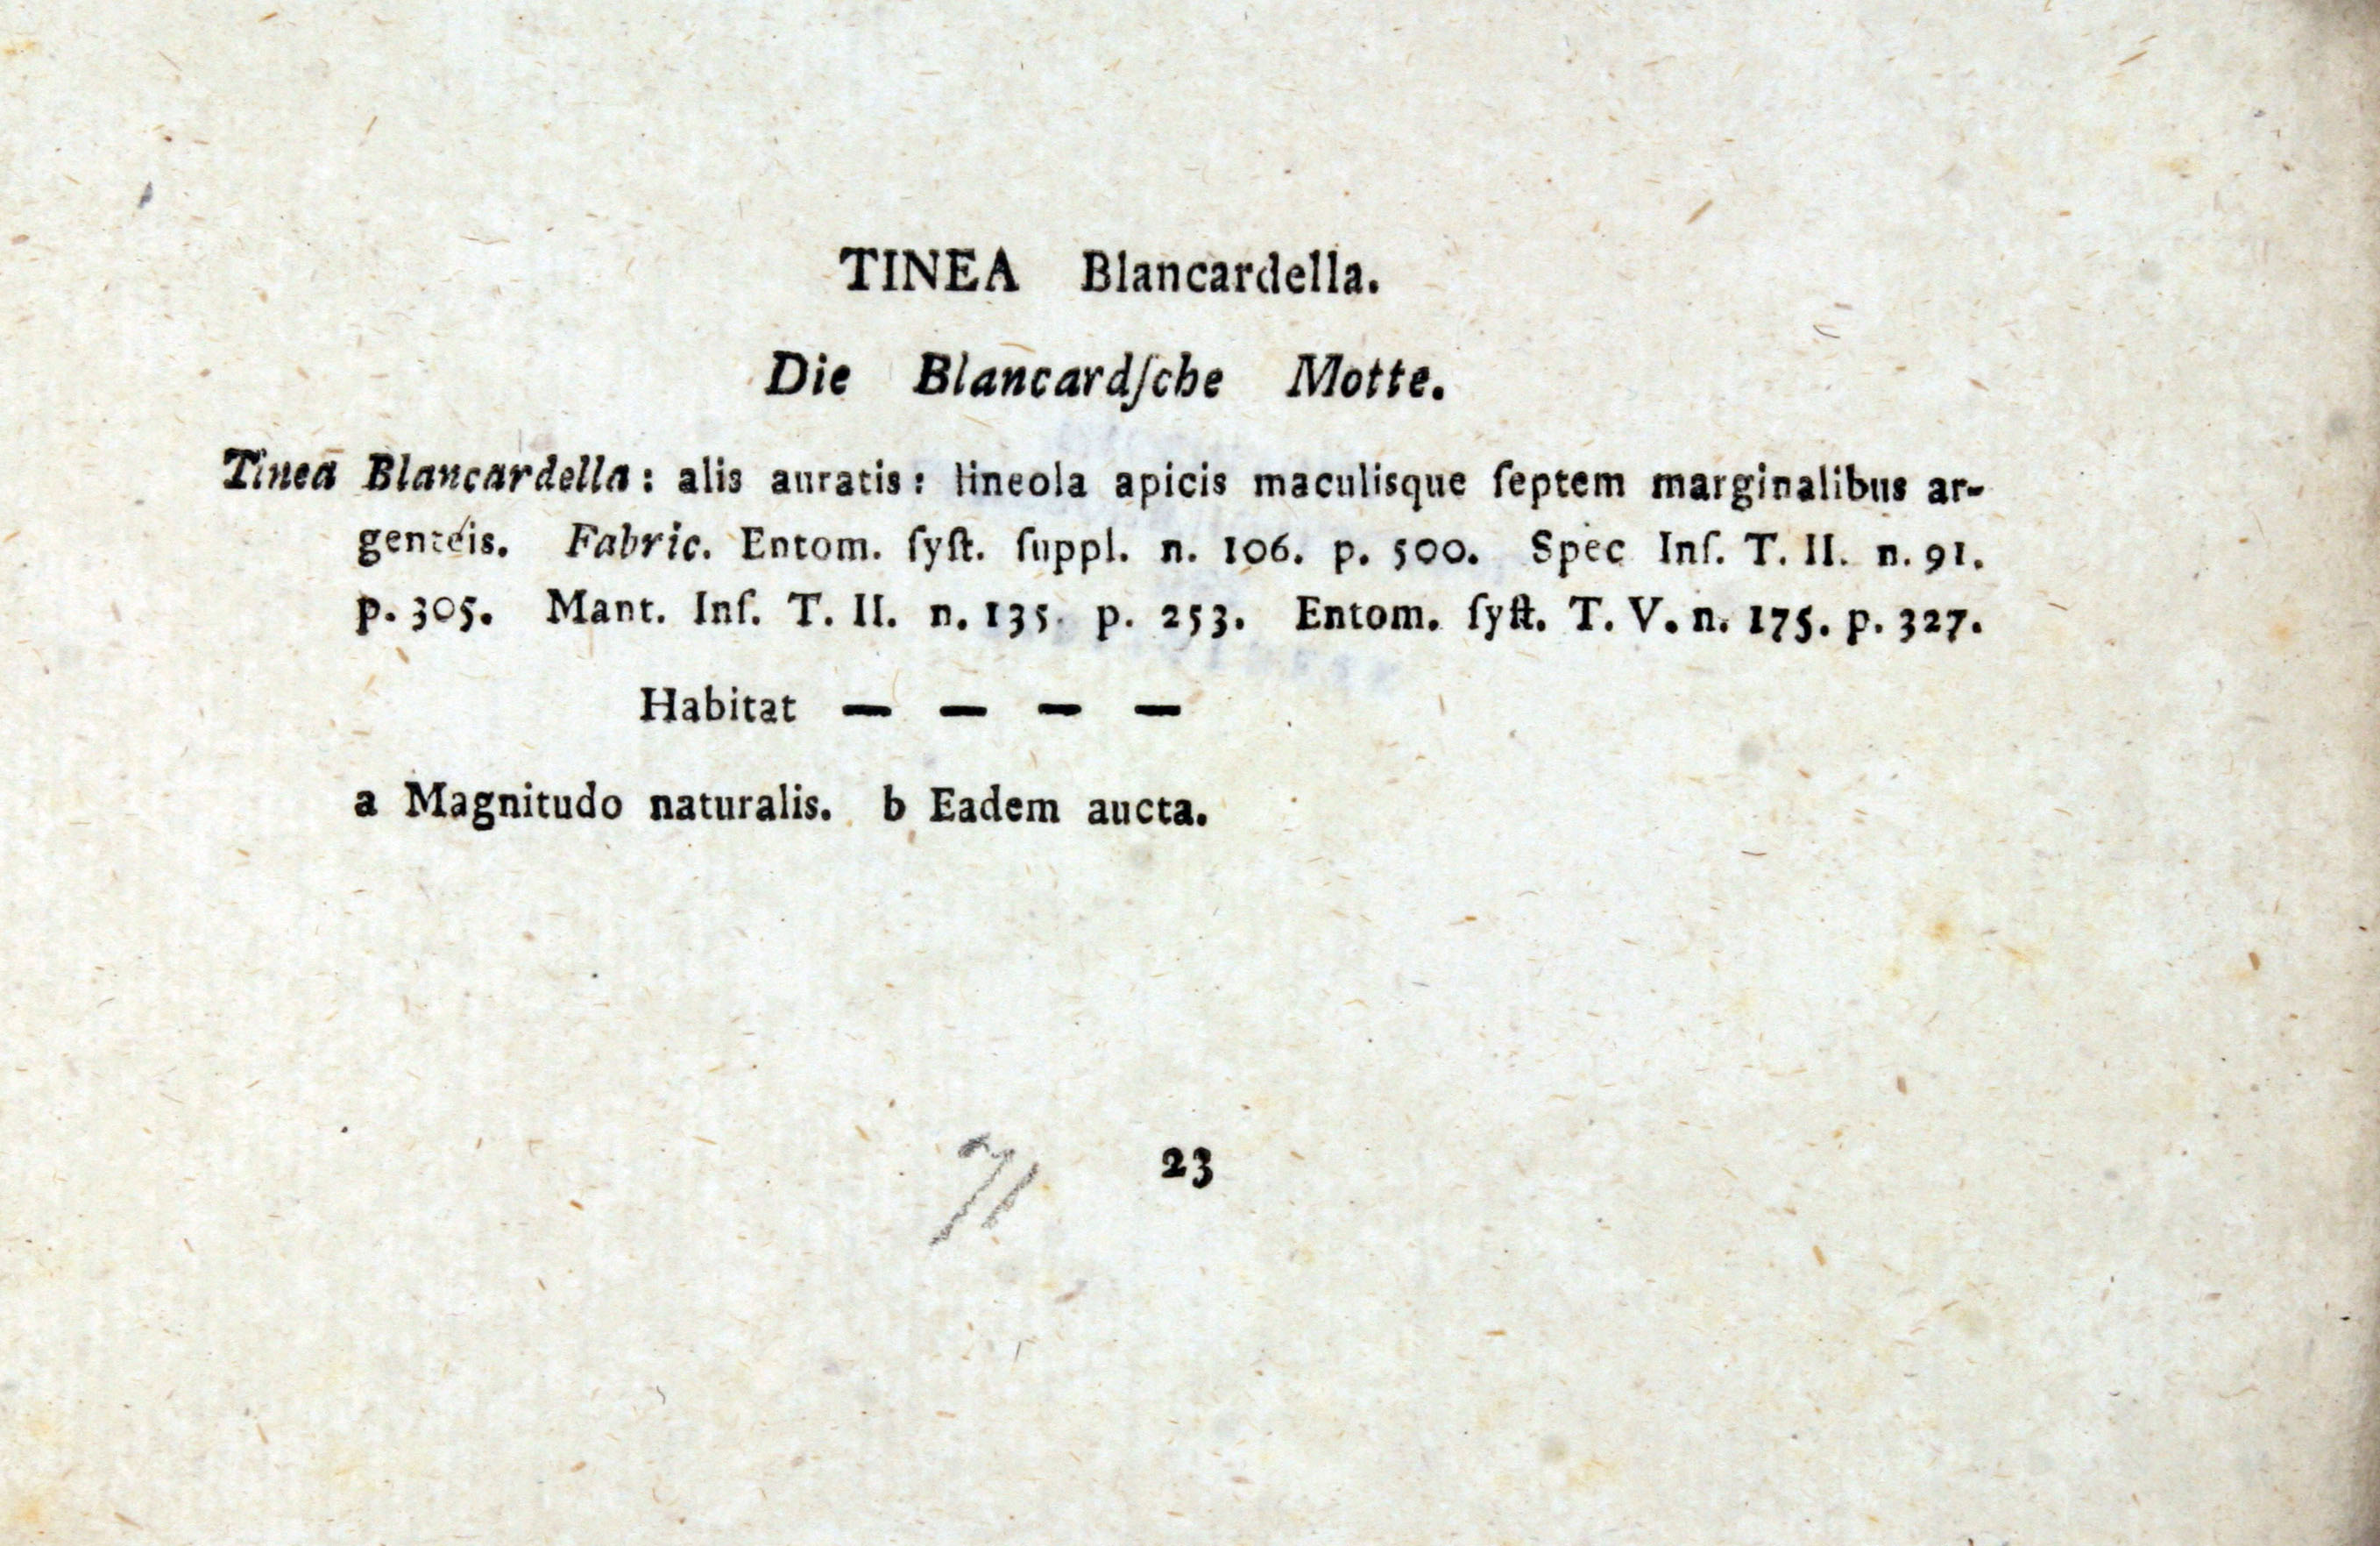 TINEA Blancardella.
Die Blancardſche Motte.
Tinea Blancardella: alis auratis: lineola apicis maculisque ſeptem marginalibus ar-
genteis. Fabric. Entom. ſyſt. ſuppl. n. 106. p. 500. Spec Inſ. T. II. n. 91.
p. 305. Mant. Inſ. T. II. n. 135. p. 253. Entom. ſyſt. T. V. n. 175. p. 327.
Habitat — — — —
a Magnitudo naturalis. b Eadem aucta.
71 23